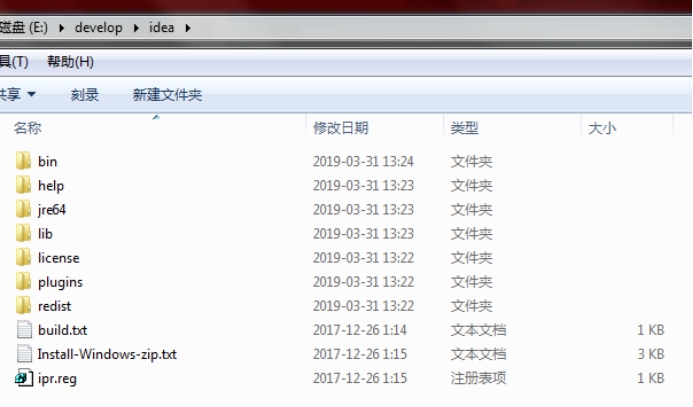 磁盘 (E:) ▸ develop ▸ idea ▸
具(T) 帮助(H)
共享 ▼ 刻录 新建文件夹
名称 修改日期 类型 大小
bin 2019-03-31 13:24 文件夹
help 2019-03-31 13:23 文件夹
jre64 2019-03-31 13:23 文件夹
lib 2019-03-31 13:23 文件夹
license 2019-03-31 13:22 文件夹
plugins 2019-03-31 13:22 文件夹
redist 2019-03-31 13:22 文件夹
build.txt 2017-12-26 1:14 文本文档 1 KB
Install-Windows-zip.txt 2017-12-26 1:15 文本文档 3 KB
ipr.reg 2017-12-26 1:15 注册表项 1 KB